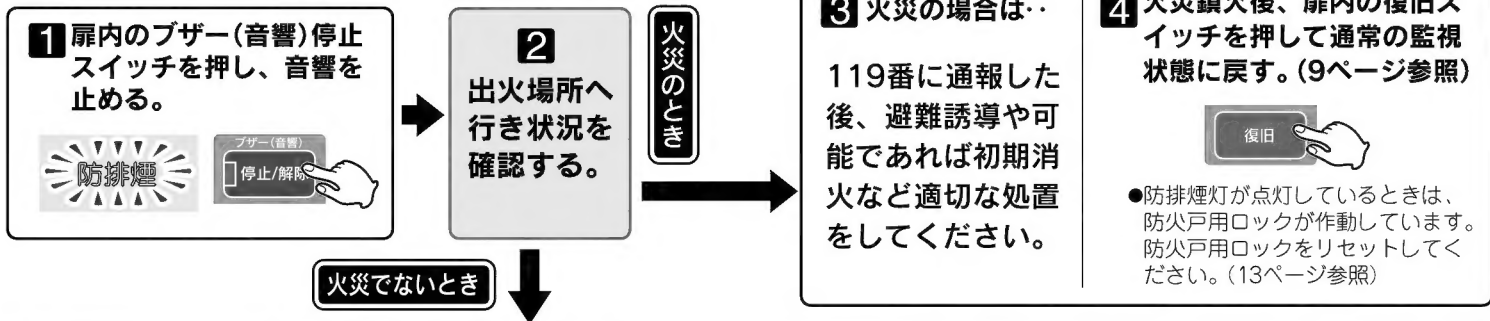 1 扉内のブザー(音響)停止
スイッチを押し、音響を
止める。
防排煙
ブザー(音響)
停止/解除
2
出火場所へ
行き状況を
確認する。
火災のとき
火災でないとき
3 火災の場合は‥
119番に通報した
後、避難誘導や可
能であれば初期消
火など適切な処置
をしてください。
4 火災鎮火後、扉内の復旧ス
イッチを押して通常の監視
状態に戻す。(9ページ参照)
復旧
●防排煙灯が点灯しているときは、
防火戸用ロックが作動しています。
防火戸用ロックをリセットしてく
ださい。(13ページ参照)